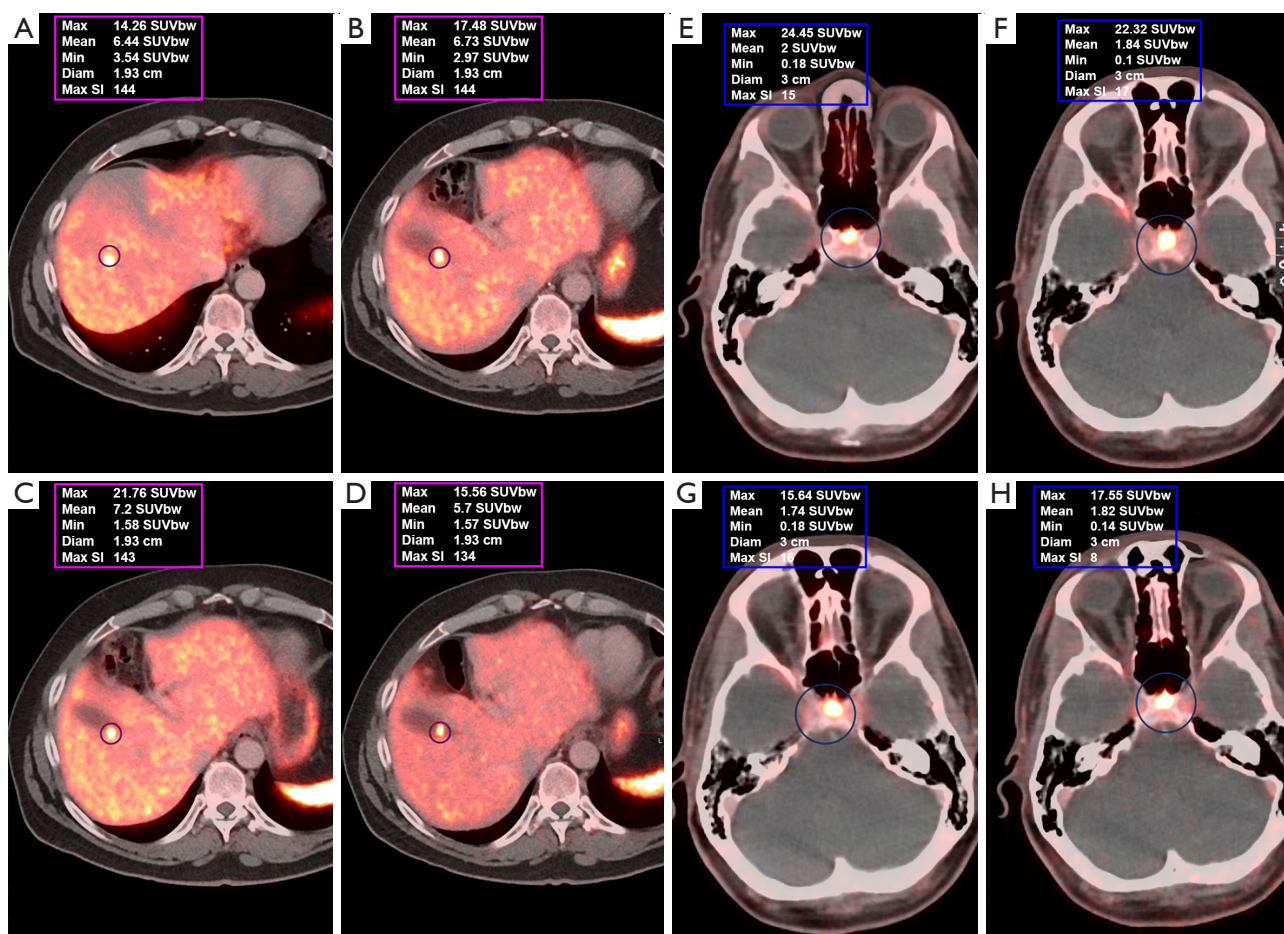 A
Max 14.26 SUVbw
Mean 6.44 SUVbw
Min 3.54 SUVbw
Diam 1.93 cm
Max SI 144
B
Max 17.48 SUVbw
Mean 6.73 SUVbw
Min 2.97 SUVbw
Diam 1.93 cm
Max SI 144
E
Max 24.45 SUVbw
Mean 2 SUVbw
Min 0.18 SUVbw
Diam 3 cm
Max SI 15
F
Max 22.32 SUVbw
Mean 1.84 SUVbw
Min 0.1 SUVbw
Diam 3 cm
Max SI 17
C
Max 21.76 SUVbw
Mean 7.2 SUVbw
Min 1.58 SUVbw
Diam 1.93 cm
Max SI 143
D
Max 15.56 SUVbw
Mean 5.7 SUVbw
Min 1.57 SUVbw
Diam 1.93 cm
Max SI 134
L
G
Max 15.64 SUVbw
Mean 1.74 SUVbw
Min 0.18 SUVbw
Diam 3 cm
Max SI 16
H
Max 17.55 SUVbw
Mean 1.82 SUVbw
Min 0.14 SUVbw
Diam 3 cm
Max SI 8